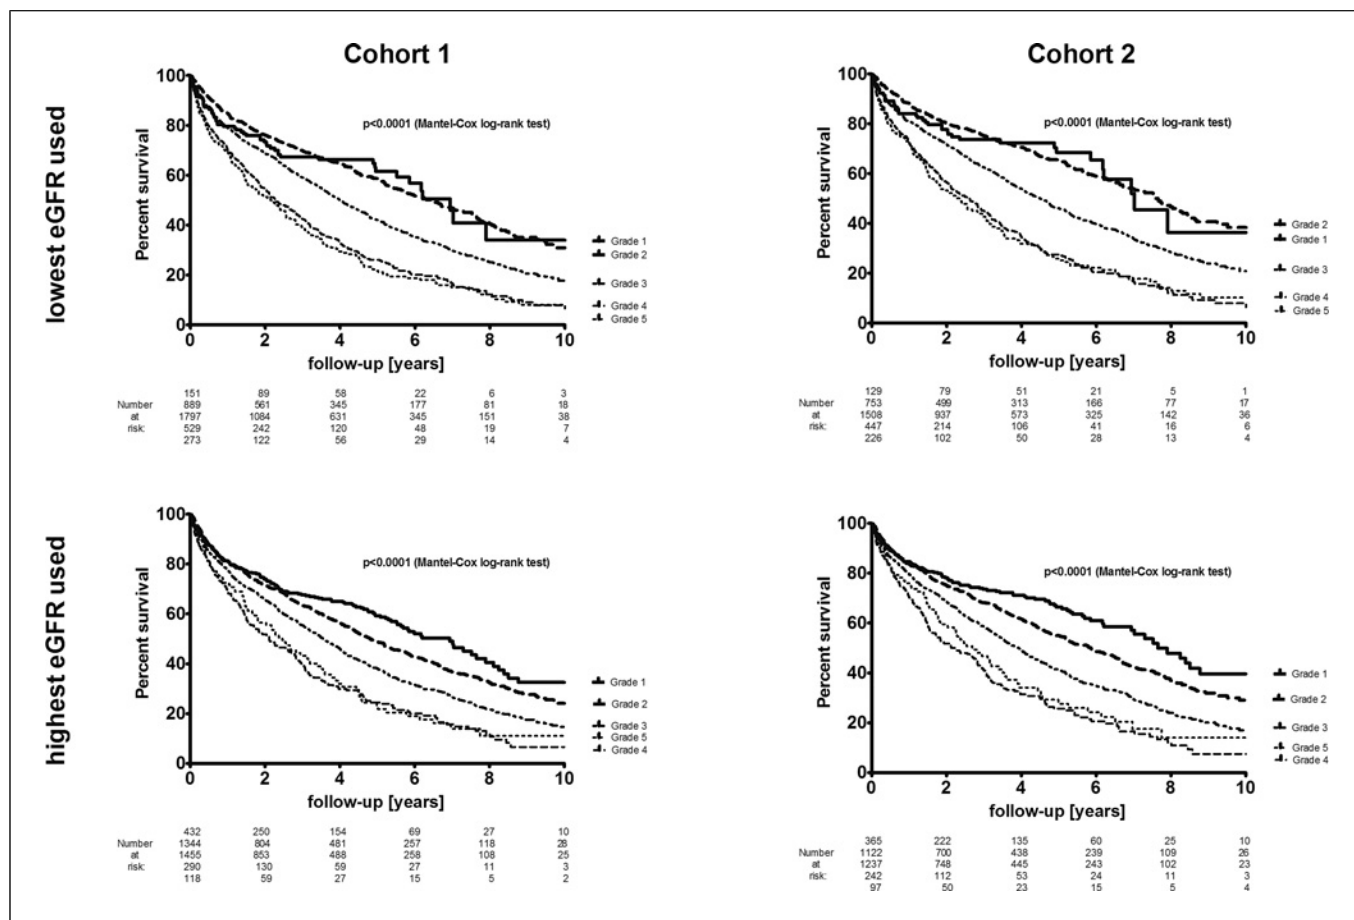 Cohort 1
Cohort 2
lowest eGFR used
highest eGFR used
Percent survival
100
80
60
40
20
0
p<0.0001 (Mantel-Cox log-rank test)
Grade 1
Grade 2
Grade 3
Grade 4
Grade 5
0 2 4 6 8 10
follow-up [years]
151 89 58 22 6 3
Number 889 561 345 177 81 18
at 1797 1084 631 345 151 38
risk: 529 242 120 48 19 7
273 122 56 29 14 4
Percent survival
100
80
60
40
20
0
p<0.0001 (Mantel-Cox log-rank test)
Grade 2
Grade 1
Grade 3
Grade 4
Grade 5
0 2 4 6 8 10
follow-up [years]
129 79 51 21 5 1
Number 753 499 313 166 77 17
at 1508 937 573 325 142 36
risk: 447 214 106 41 16 6
226 102 50 28 13 4
Percent survival
100
80
60
40
20
0
p<0.0001 (Mantel-Cox log-rank test)
Grade 1
Grade 2
Grade 3
Grade 5
Grade 4
0 2 4 6 8 10
follow-up [years]
432 250 154 69 27 10
Number 1344 804 481 257 118 28
at 1455 853 488 258 108 25
risk: 290 130 59 27 11 3
118 59 27 15 5 2
Percent survival
100
80
60
40
20
0
p<0.0001 (Mantel-Cox log-rank test)
Grade 1
Grade 2
Grade 3
Grade 5
Grade 4
0 2 4 6 8 10
follow-up [years]
365 222 135 60 25 10
Number 1122 700 438 239 109 26
at 1237 748 445 243 102 23
risk: 242 112 53 24 11 3
97 50 23 15 5 4